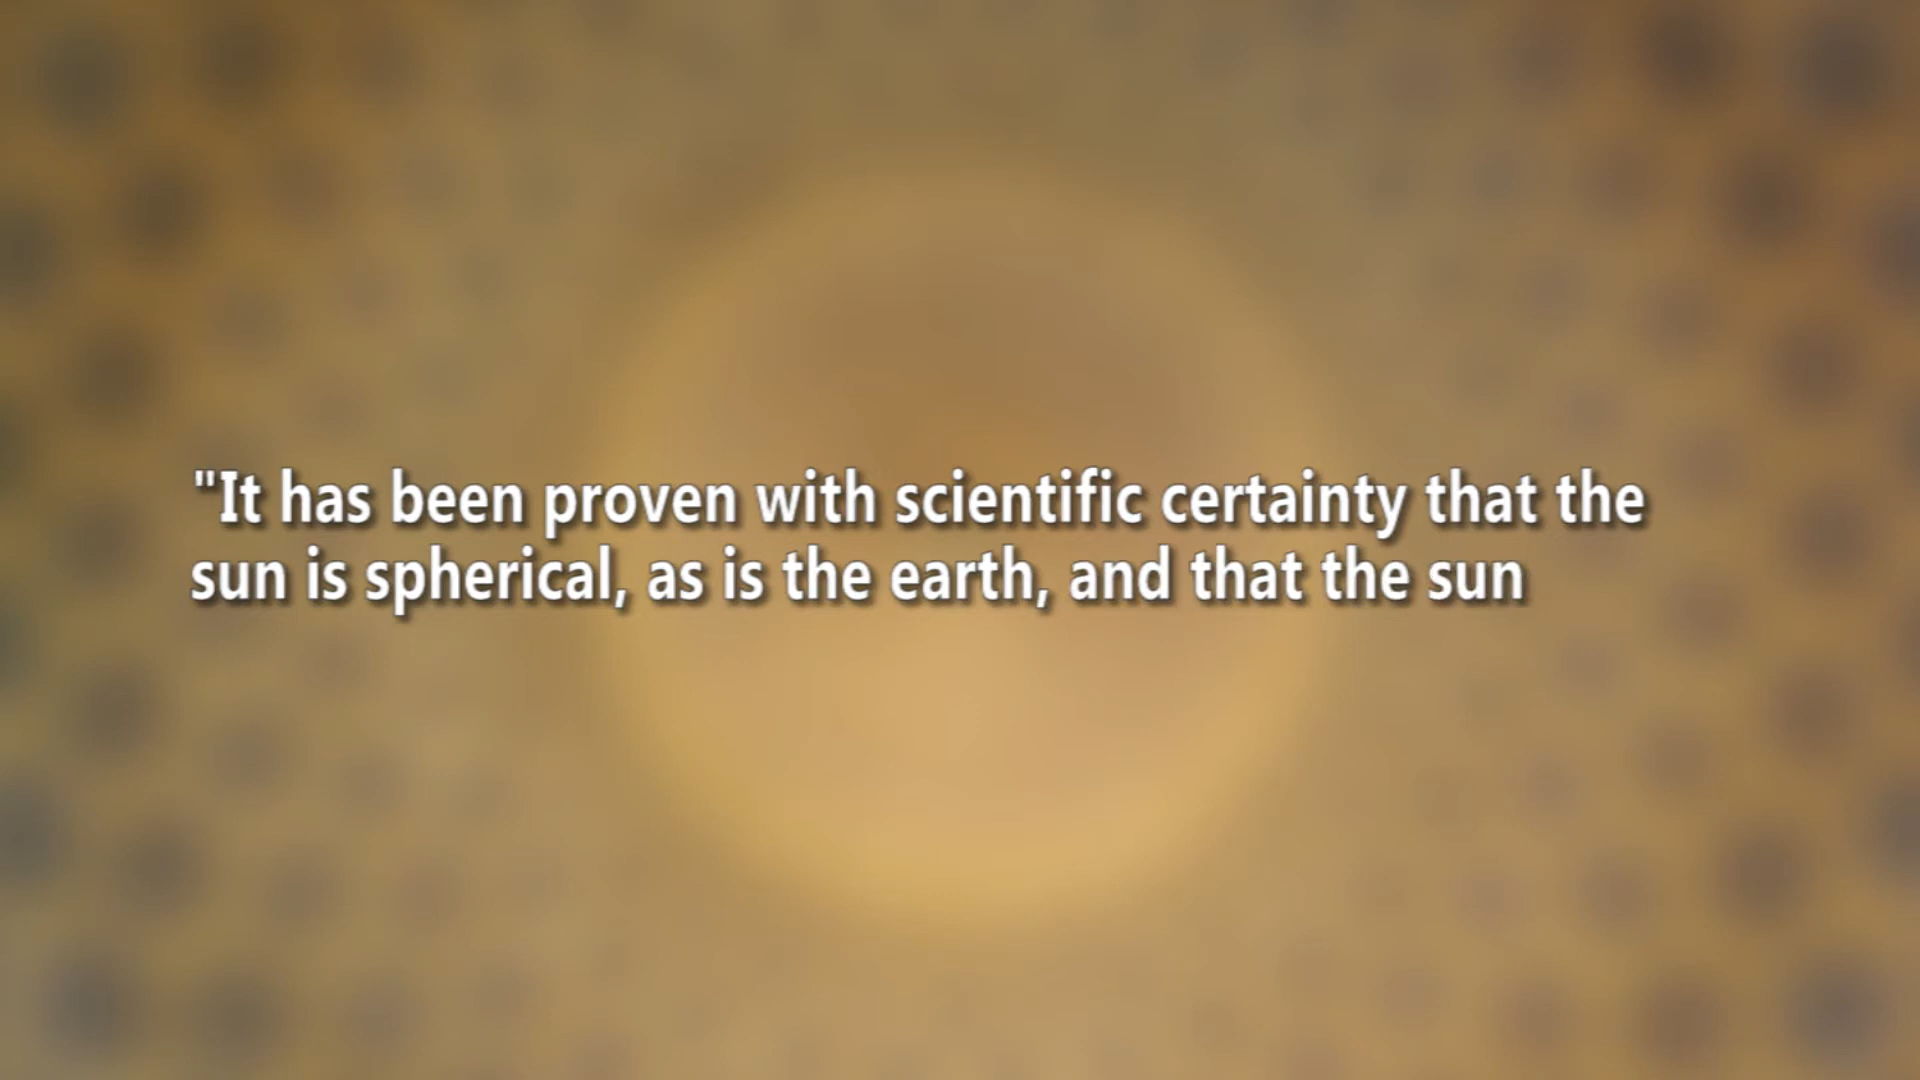 "It has been proven with scientific certainty that the
sun is spherical, as is the earth, and that the sun